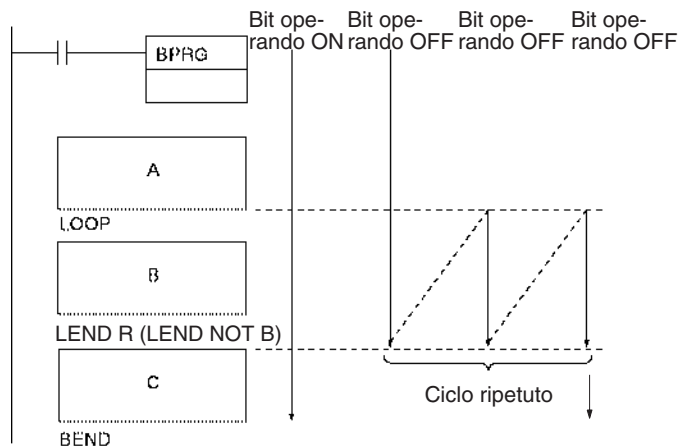 Bit ope-
rando ON
Bit ope-
rando OFF
Bit ope-
rando OFF
Bit ope-
rando OFF
BPRG
A
LOOP
B
LEND R (LEND NOT B)
C
Ciclo ripetuto
BEND